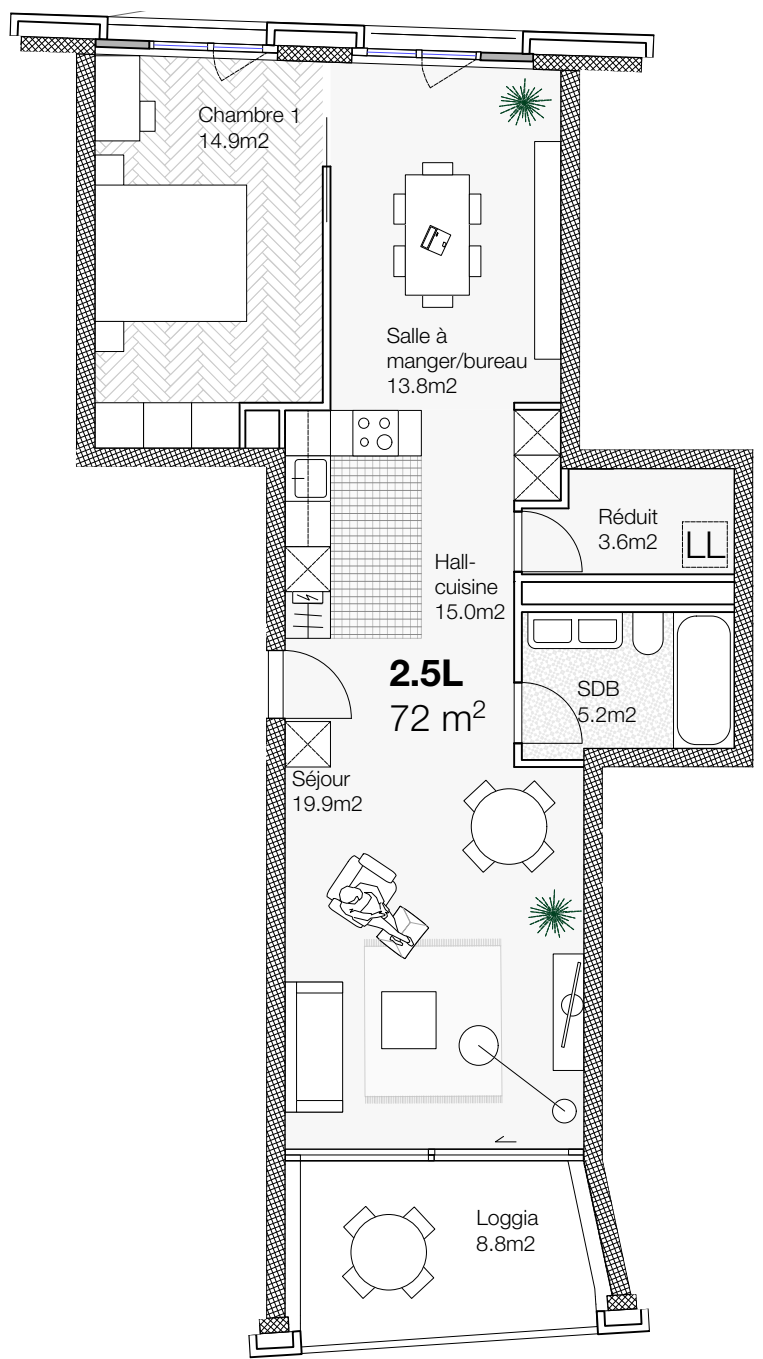 Chambre 1
14.9m2
Salle à
manger/bureau
13.8m2
Réduit
3.6m2
LL
Hall-
cuisine
15.0m2
2.5L
72 m²
SDB
5.2m2
Séjour
19.9m2
Loggia
8.8m2